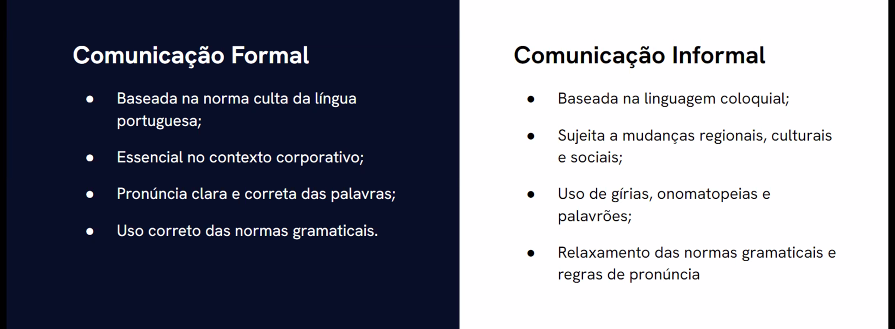 Comunicação Formal
● Baseada na norma culta da língua
portuguesa;
● Essencial no contexto corporativo;
● Pronúncia clara e correta das palavras;
● Uso correto das normas gramaticais.
Comunicação Informal
● Baseada na linguagem coloquial;
● Sujeita a mudanças regionais, culturais
e sociais;
● Uso de gírias, onomatopeias e
palavrões;
● Relaxamento das normas gramaticais e
regras de pronúncia